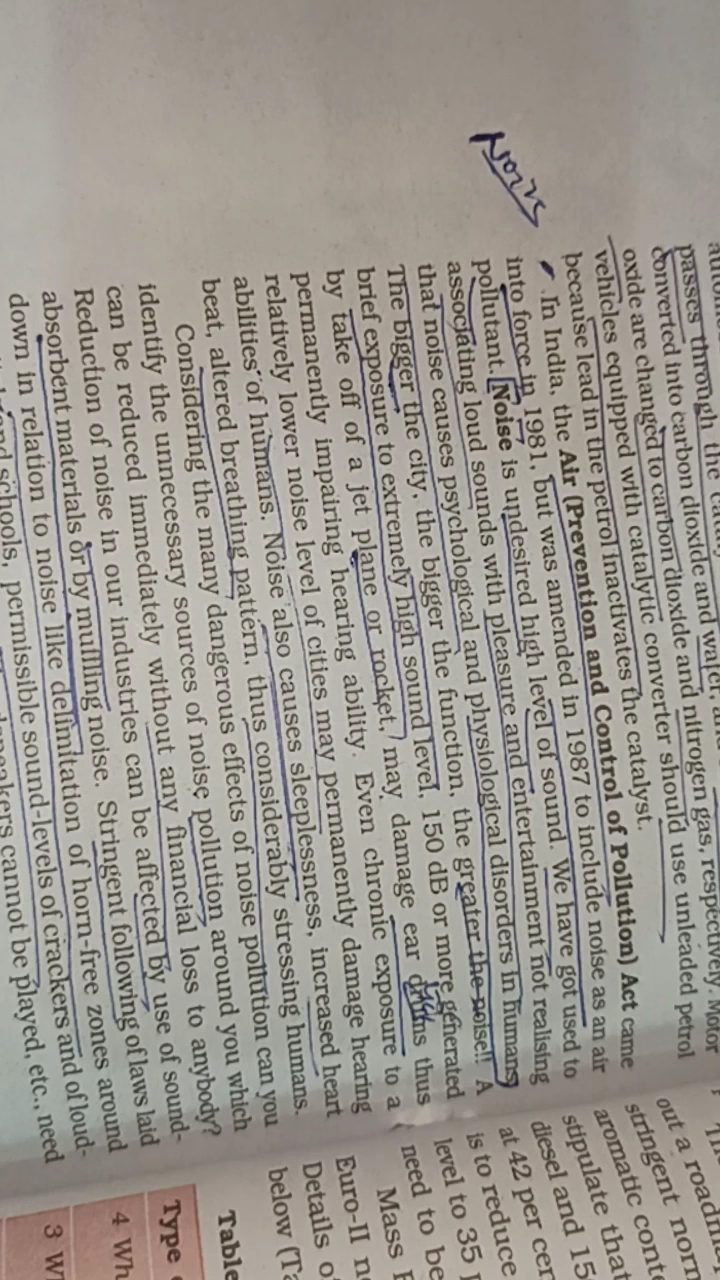 passes through the
converted into carbon dioxide and water, respectively. Motor
oxide are changed to carbon dioxide and nitrogen gas, respectively. Motor
vehicles equipped with catalytic converter should use unleaded petrol
because lead in the petrol inactivates the catalyst.
Noise
In India, the Air (Prevention and Control of Pollution) Act came
into force in 1981, but was amended in 1987 to include noise as an air
pollutant. Noise is undesired high level of sound. We have got used to
associating loud sounds with pleasure and entertainment not realising
that noise causes psychological and physiological disorders in humans.
The bigger the city, the bigger the function, the greater the noise!! A
brief exposure to extremely high sound level, 150 dB or more generated
by take off of a jet plane or rocket, may damage ear drums thus
permanently impairing hearing ability. Even chronic exposure to a
relatively lower noise level of cities may permanently damage hearing
abilities of humans. Noise also causes sleeplessness, increased heart
beat, altered breathing pattern, thus considerably stressing humans.
Considering the many dangerous effects of noise pollution can you
identify the unnecessary sources of noise pollution around you which
can be reduced immediately without any financial loss to anybody?
Reduction of noise in our industries can be affected by use of sound-
absorbent materials or by muffling noise. Stringent following of laws laid
down in relation to noise like delimitation of horn-free zones around
schools, permissible sound-levels of crackers and of loud-
cannot be played, etc., need
out a
stringent norm
aromatic cont
stipulate that
diesel and 15
at 42 per cen
is to reduce
level to 35
need to be
Mass
Euro-II
Details o
below
Table
Type
4 Wh
3 W